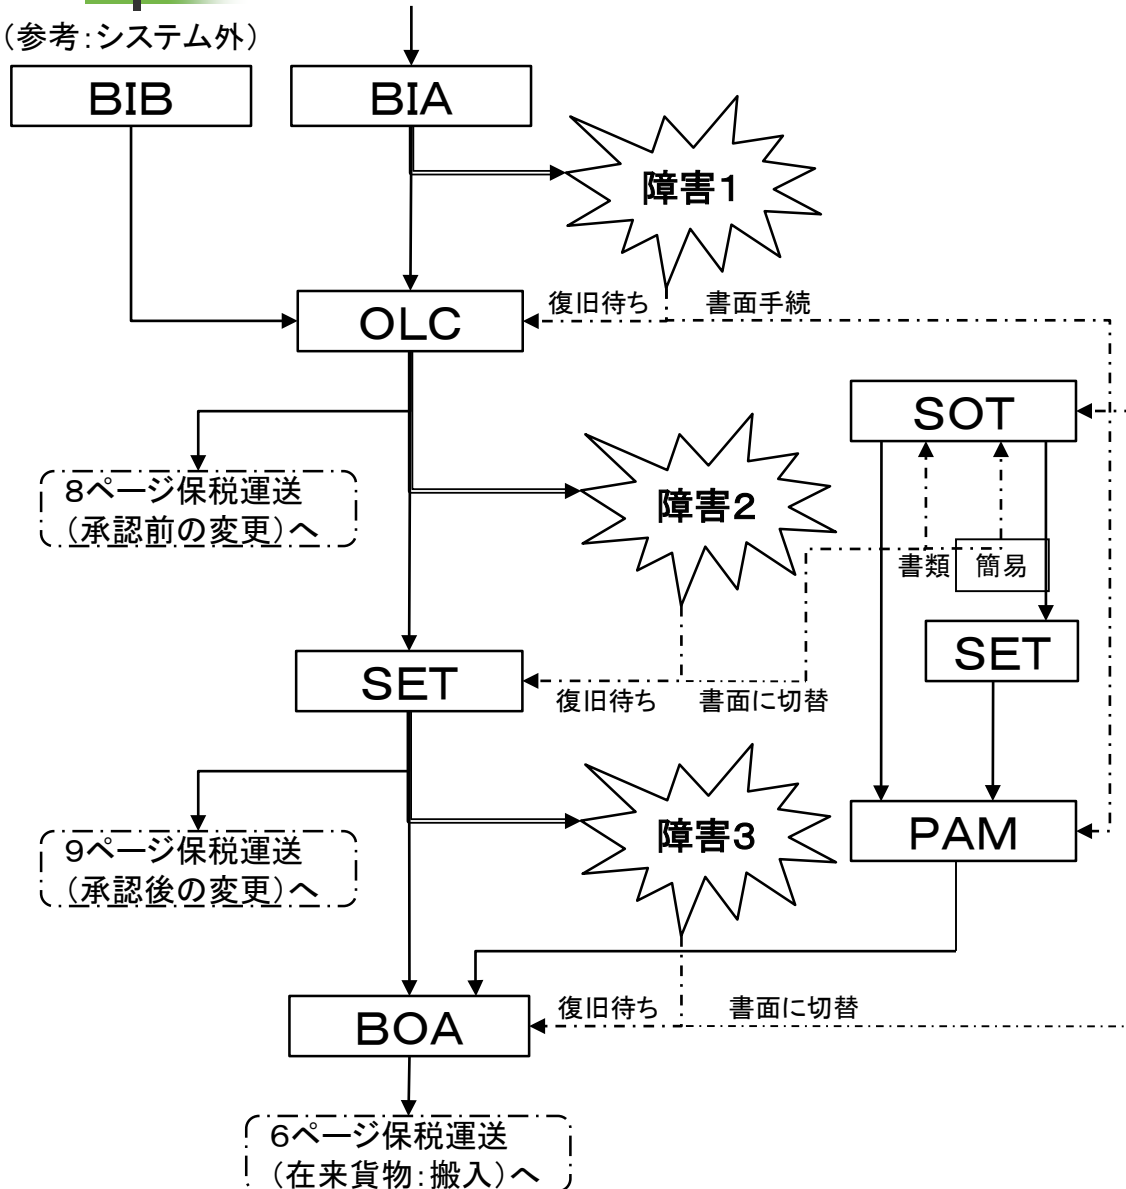 （参考：システム外）
ＢＩＢ
ＢＩＡ
障害１
復旧待ち
書面手続
ＯＬＣ
ＳＯＴ
８ページ保税運送
（承認前の変更）へ
障害２
書類
簡易
ＳＥＴ
ＳＥＴ
復旧待ち
書面に切替
９ページ保税運送
（承認後の変更）へ
障害３
ＰＡＭ
ＢＯＡ
復旧待ち
書面に切替
６ページ保税運送
（在来貨物：搬入）へ